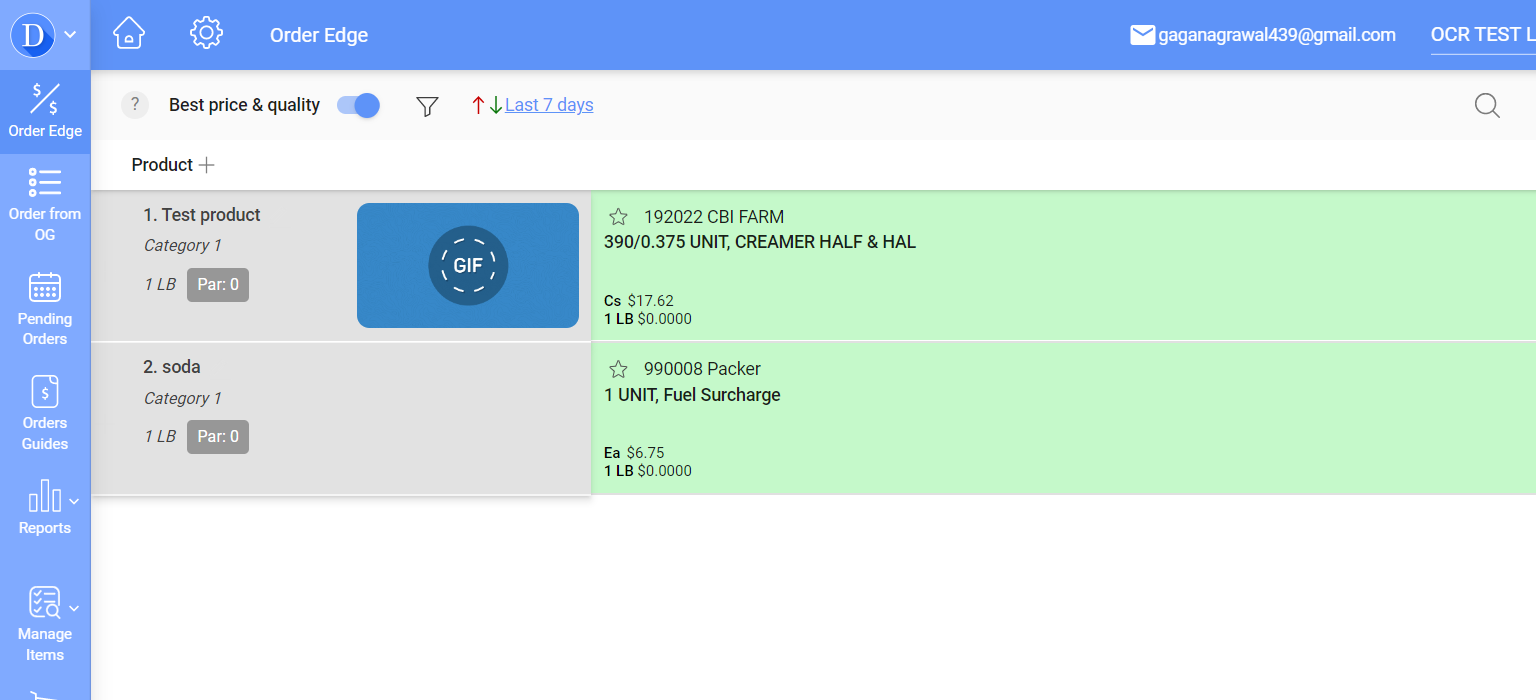 D
Order Edge
gaganagrawal439@gmail.com
OCR TEST L
$
$
Order Edge
Order from
OG
Pending
Orders
$
Orders
Guides
Reports
Manage
Items
?
Best price & quality
Last 7 days
Product
1. Test product
Category 1
1 LB
Par: 0
GIF
192022 CBI FARM
390/0.375 UNIT, CREAMER HALF & HAL
Cs $17.62
1 LB $0.0000
2. soda
Category 1
1 LB
Par: 0
990008 Packer
1 UNIT, Fuel Surcharge
Ea $6.75
1 LB $0.0000